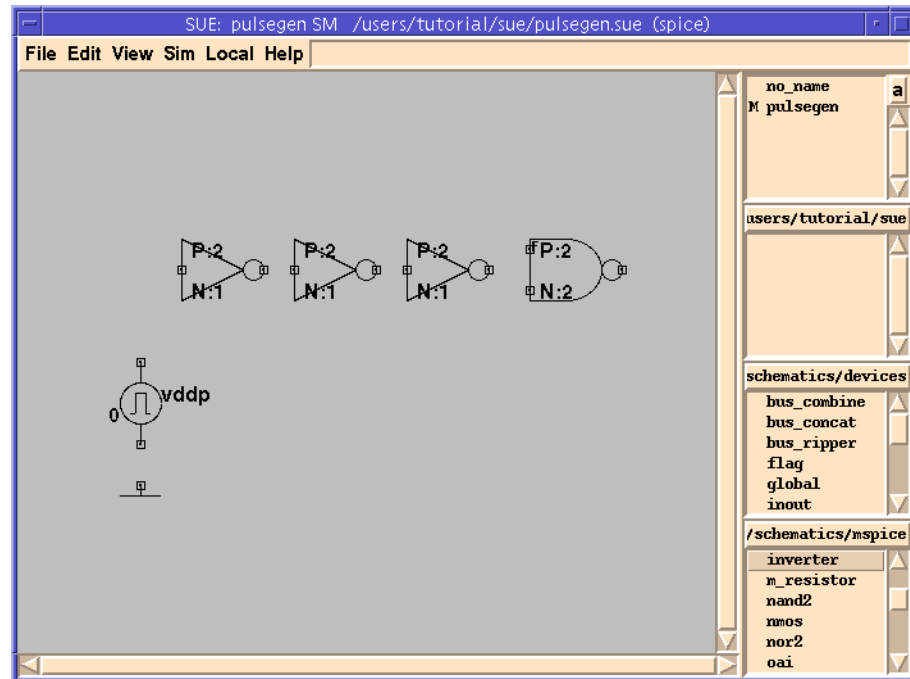 SUE: pulsegen SM /users/tutorial/sue/pulsegen.sue (spice)
File Edit View Sim Local Help
no_name
a
M pulsegen
users/tutorial/sue
schematics/devices
bus_combine
bus_concat
bus_ripper
flag
global
inout
/schematics/mspice
inverter
m_resistor
nand2
nmos
nor2
oai
P:2
N:1
P:2
N:1
P:2
N:1
fP:2
N:2
vddp
0